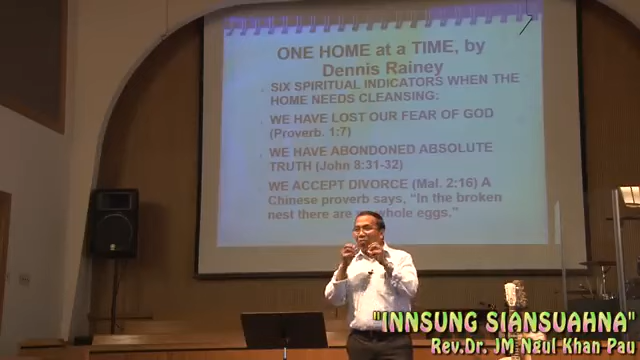 ONE HOME at a TIME, by
Dennis Rainey
SIX SPIRITUAL INDICATORS WHEN THE
HOME NEEDS CLEANSING:
WE HAVE LOST OUR FEAR OF GOD
(Proverb. 1:7)
WE HAVE ABONDONED ABSOLUTE
TRUTH (John 8:31-32)
WE ACCEPT DIVORCE (Mal. 2:16) A
Chinese proverb says, "In the broken
nest there are whole eggs,"
"INNSUNG SIANSUAHNA"
Rev.Dr. JM Ngul Khan Pau